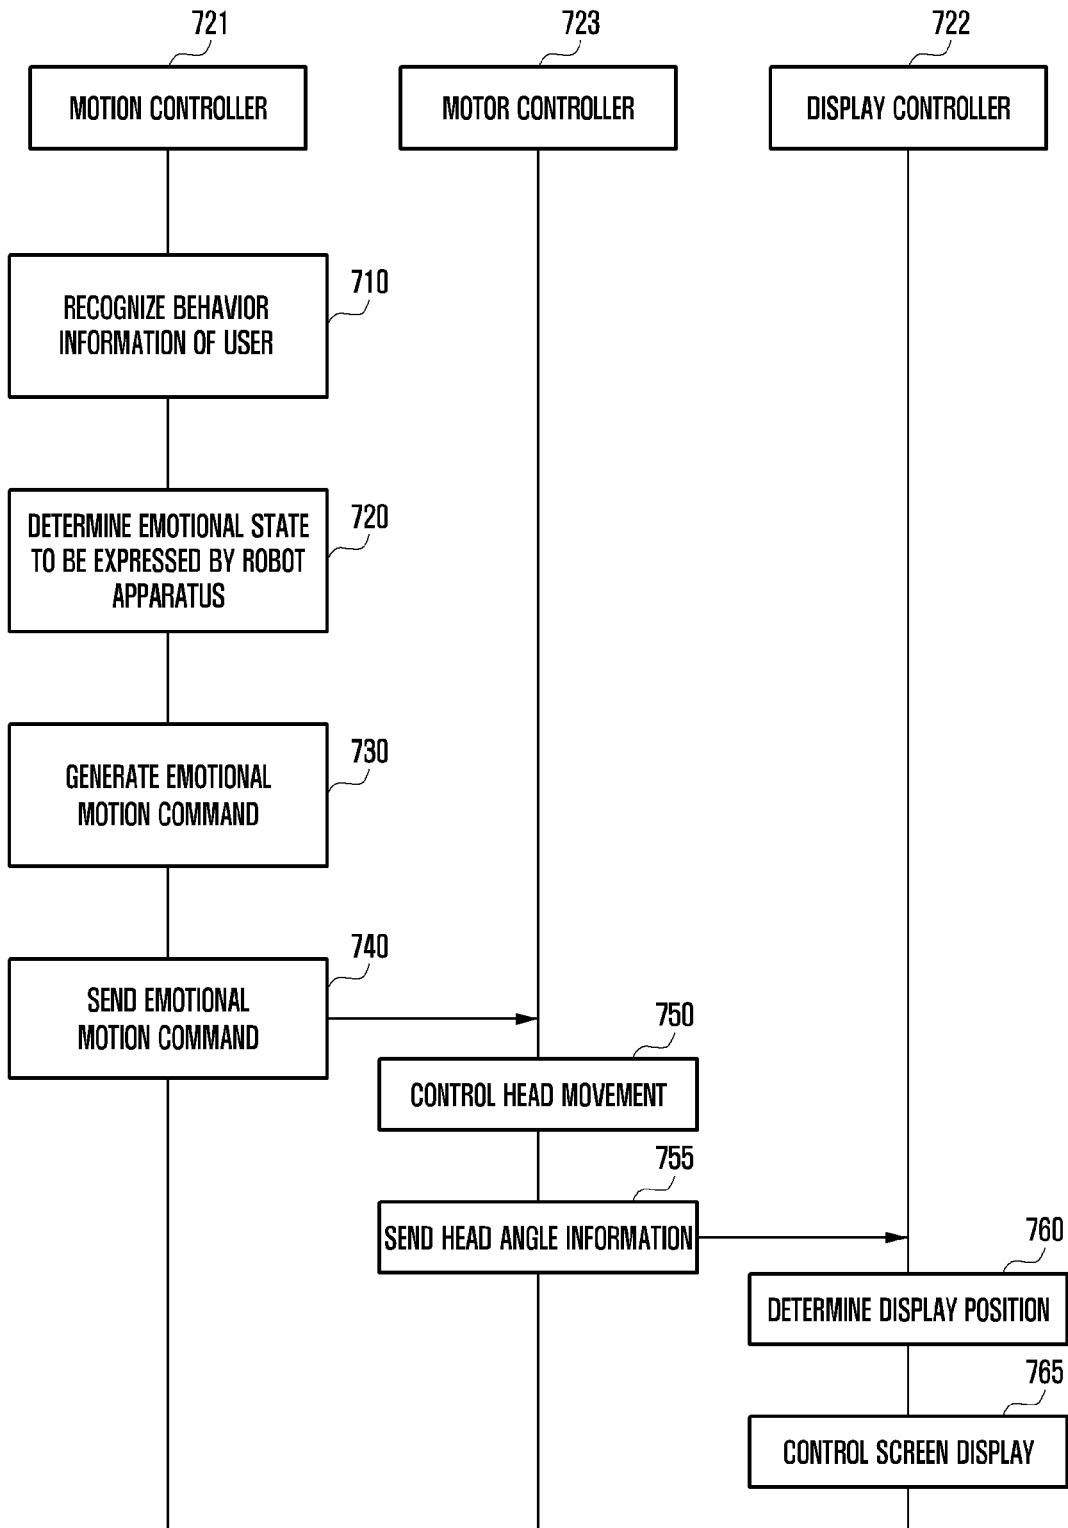 721
723
722
MOTION CONTROLLER
MOTOR CONTROLLER
DISPLAY CONTROLLER
710
RECOGNIZE BEHAVIOR
INFORMATION OF USER
720
DETERMINE EMOTIONAL STATE
TO BE EXPRESSED BY ROBOT
APPARATUS
730
GENERATE EMOTIONAL
MOTION COMMAND
740
SEND EMOTIONAL
MOTION COMMAND
750
CONTROL HEAD MOVEMENT
755
SEND HEAD ANGLE INFORMATION
760
DETERMINE DISPLAY POSITION
765
CONTROL SCREEN DISPLAY